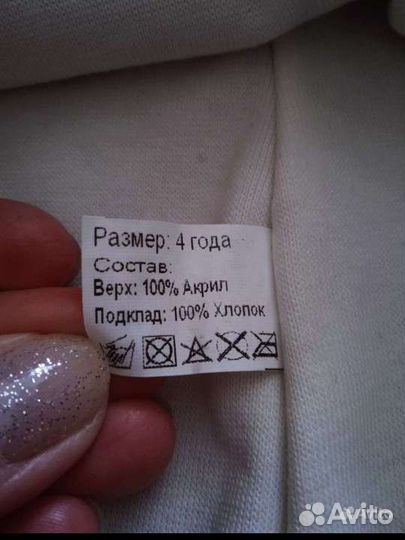 Размер: 4 года
Состав:
Верх: 100% Акрил
Подклад: 100% Хлопок
Avito